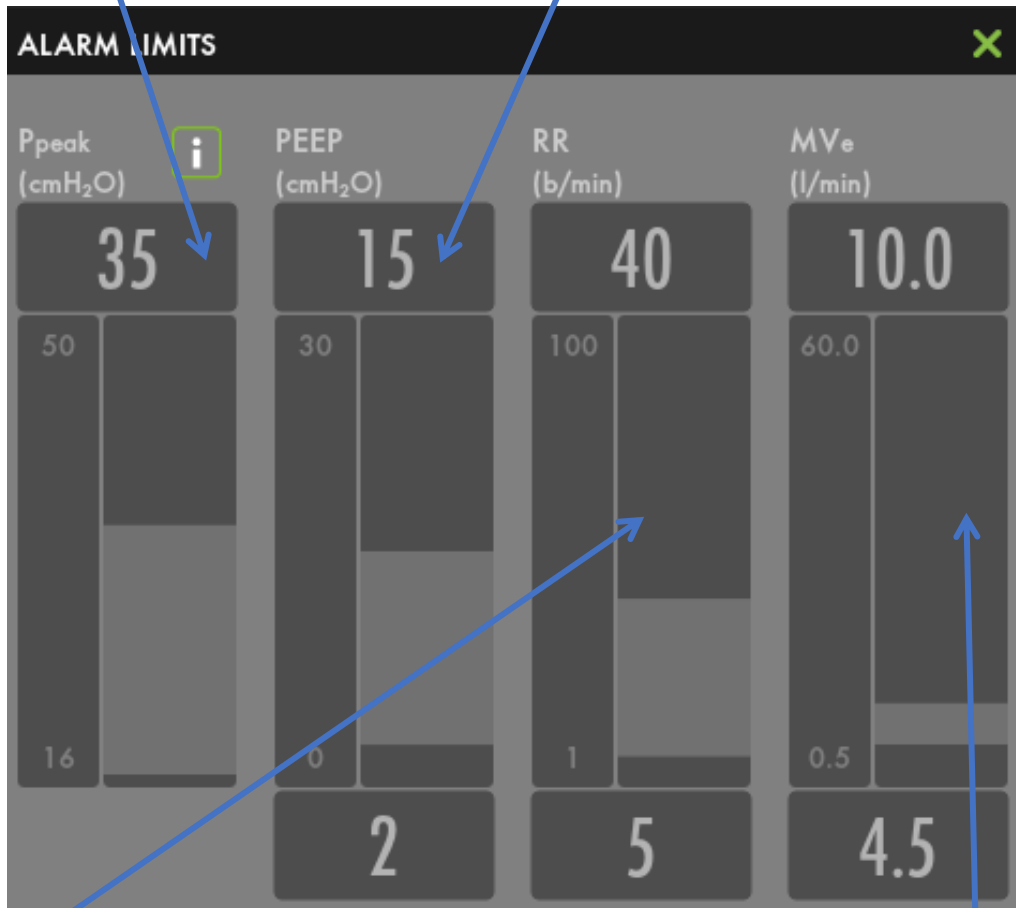 ALARM LIMITS
Ppeak
(cmH₂O)
i
PEEP
(cmH₂O)
RR
(b/min)
MVe
(l/min)
35
15
40
10.0
50
30
100
60.0
16
0
1
0.5
2
5
4.5